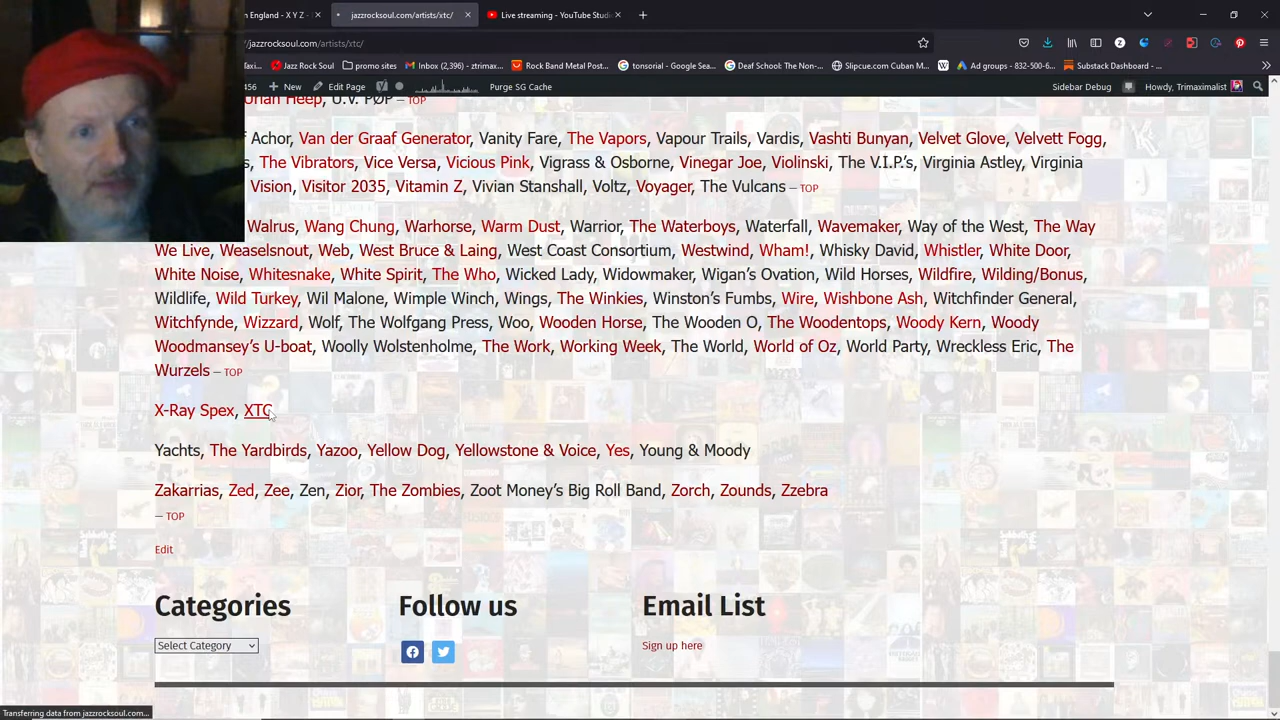 n England - X Y Z - T
jazzrocksoul.com/artists/xtc/
Live streaming - YouTube Studi
//jazzrocksoul.com/artists/xtc/
Taxi...
Jazz Rock Soul
promo sites
Inbox (2,396) - ztrimax...
Rock Band Metal Post...
tonsorial - Google Sea...
Deaf School: The Non-...
Slipcue.com Cuban M...
Ad groups - 832-500-6...
Substack Dashboard - ...
456
New
Edit Page
Purge SG Cache
Sidebar Debug
Howdy, Trimaximalist
Uriah Heep, U.V. PØP – TOP
f Achor, Van der Graaf Generator, Vanity Fare, The Vapors, Vapour Trails, Vardis, Vashti Bunyan, Velvet Glove, Velvett Fogg,
s, The Vibrators, Vice Versa, Vicious Pink, Vigrass & Osborne, Vinegar Joe, Violinski, The V.I.P.'s, Virginia Astley, Virginia
Vision, Visitor 2035, Vitamin Z, Vivian Stanshall, Voltz, Voyager, The Vulcans – TOP
Walrus, Wang Chung, Warhorse, Warm Dust, Warrior, The Waterboys, Waterfall, Wavemaker, Way of the West, The Way
We Live, Weaselsnout, Web, West Bruce & Laing, West Coast Consortium, Westwind, Wham!, Whisky David, Whistler, White Door,
White Noise, Whitesnake, White Spirit, The Who, Wicked Lady, Widowmaker, Wigan's Ovation, Wild Horses, Wildfire, Wilding/Bonus,
Wildlife, Wild Turkey, Wil Malone, Wimple Winch, Wings, The Winkies, Winston's Fumbs, Wire, Wishbone Ash, Witchfinder General,
Witchfynde, Wizzard, Wolf, The Wolfgang Press, Woo, Wooden Horse, The Wooden O, The Woodentops, Woody Kern, Woody
Woodmansey's U-boat, Woolly Wolstenholme, The Work, Working Week, The World, World of Oz, World Party, Wreckless Eric, The
Wurzels – TOP
X-Ray Spex, XTC
Yachts, The Yardbirds, Yazoo, Yellow Dog, Yellowstone & Voice, Yes, Young & Moody
Zakarrias, Zed, Zee, Zen, Zior, The Zombies, Zoot Money's Big Roll Band, Zorch, Zounds, Zzebra
– TOP
Edit
Categories
Follow us
Email List
Select Category
Sign up here
Transferring data from jazzrocksoul.com...